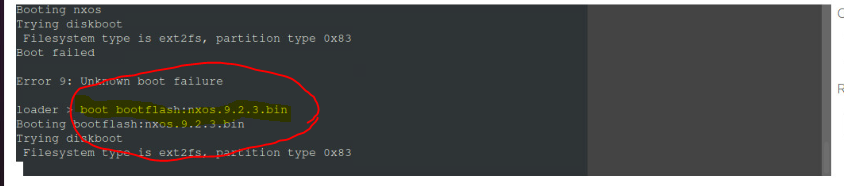 Booting nxos
Trying diskboot
Filesystem type is ext2fs, partition type 0x83
Boot failed
Error 9: Unknown boot failure
loader > boot bootflash:nxos.9.2.3.bin
Booting bootflash:nxos.9.2.3.bin
Trying diskboot
Filesystem type is ext2fs, partition type 0x83